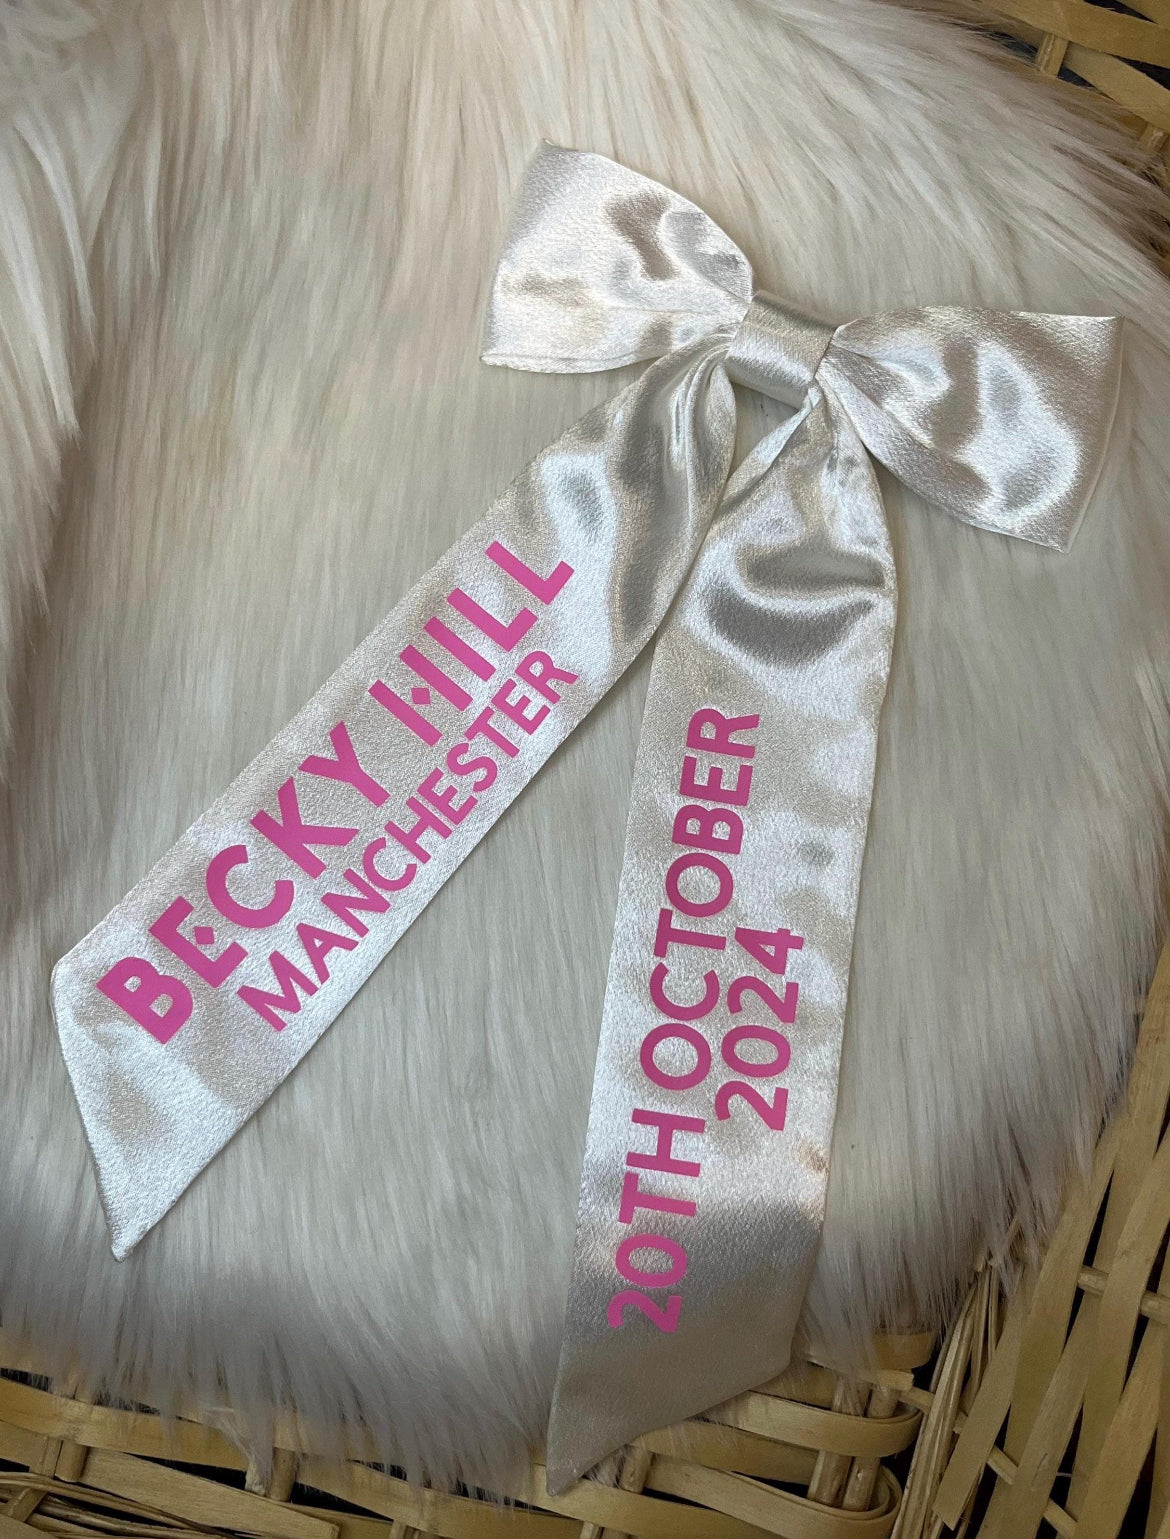 BECKY HILL
MANCHESTER
20TH OCTOBER
2024